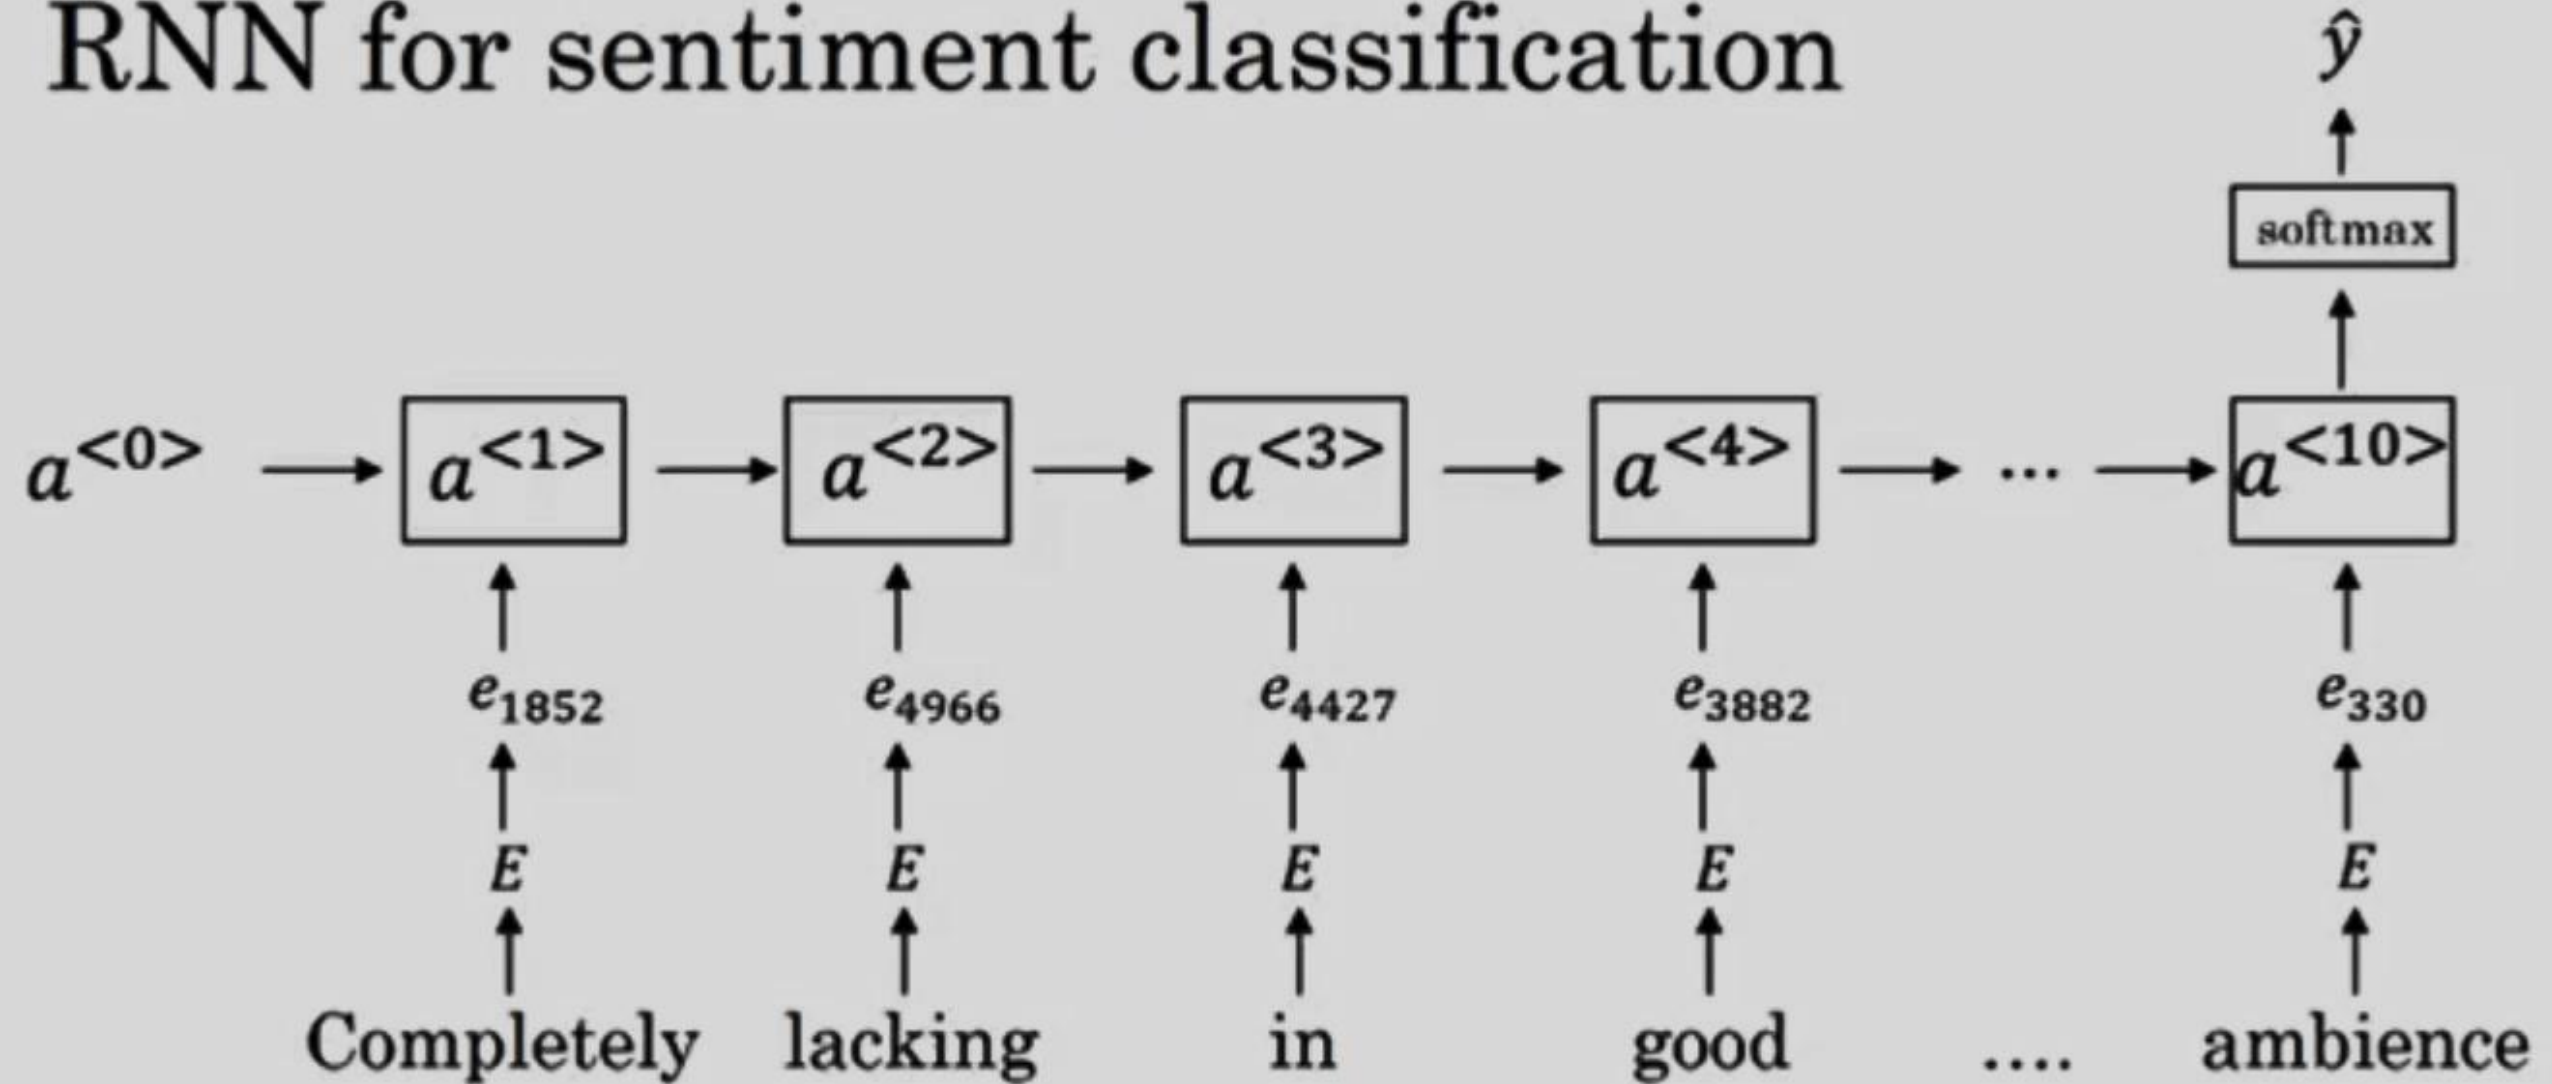 RNN for sentiment classification
ŷ
softmax
a<0> a<1> a<2> a<3> a<4> ... a<10>
e1852 e4966 e4427 e3882 e330
E E E E E
Completely lacking in good .... ambience